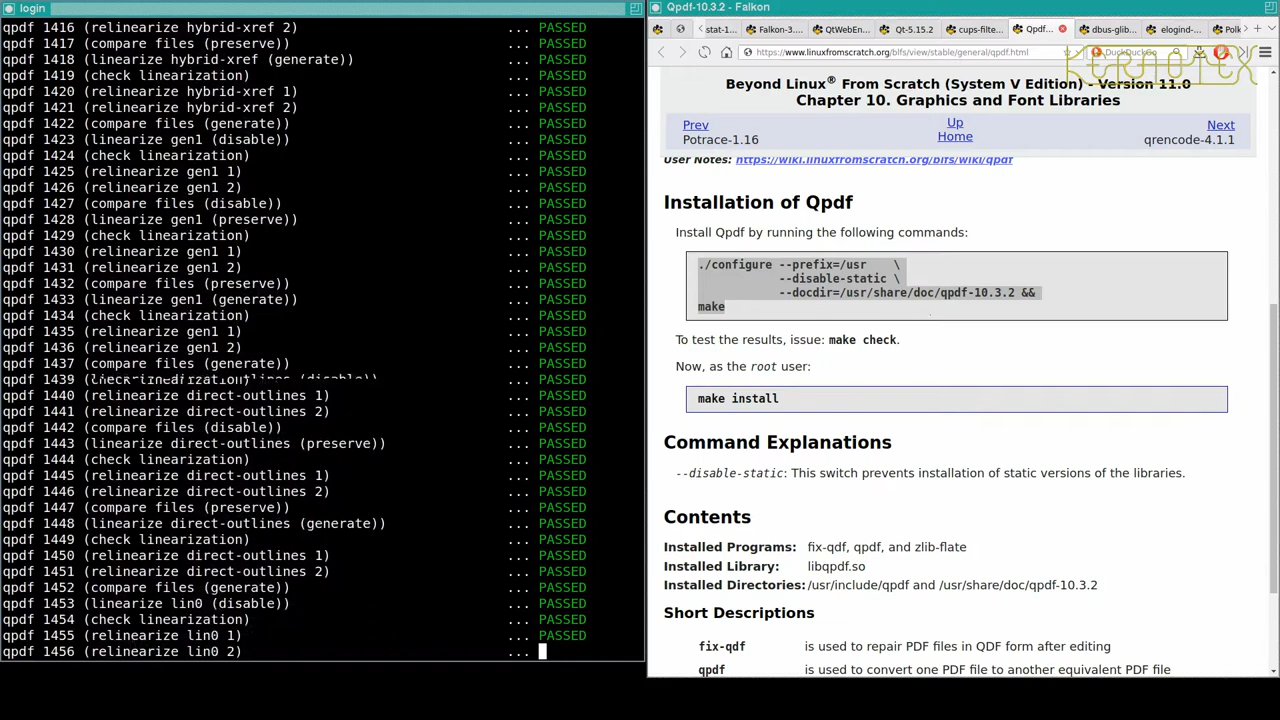 login
qpdf 1416 (relinearize hybrid-xref 2) ... PASSED
qpdf 1417 (compare files (preserve)) ... PASSED
qpdf 1418 (linearize hybrid-xref (generate)) ... PASSED
qpdf 1419 (check linearization) ... PASSED
qpdf 1420 (relinearize hybrid-xref 1) ... PASSED
qpdf 1421 (relinearize hybrid-xref 2) ... PASSED
qpdf 1422 (compare files (generate)) ... PASSED
qpdf 1423 (linearize gen1 (disable)) ... PASSED
qpdf 1424 (check linearization) ... PASSED
qpdf 1425 (relinearize gen1 1) ... PASSED
qpdf 1426 (relinearize gen1 2) ... PASSED
qpdf 1427 (compare files (disable)) ... PASSED
qpdf 1428 (linearize gen1 (preserve)) ... PASSED
qpdf 1429 (check linearization) ... PASSED
qpdf 1430 (relinearize gen1 1) ... PASSED
qpdf 1431 (relinearize gen1 2) ... PASSED
qpdf 1432 (compare files (preserve)) ... PASSED
qpdf 1433 (linearize gen1 (generate)) ... PASSED
qpdf 1434 (check linearization) ... PASSED
qpdf 1435 (relinearize gen1 1) ... PASSED
qpdf 1436 (relinearize gen1 2) ... PASSED
qpdf 1437 (compare files (generate)) ... PASSED
qpdf 1439 ... PASSED
qpdf 1440 (relinearize direct-outlines 1) ... PASSED
qpdf 1441 (relinearize direct-outlines 2) ... PASSED
qpdf 1442 (compare files (disable)) ... PASSED
qpdf 1443 (linearize direct-outlines (preserve)) ... PASSED
qpdf 1444 (check linearization) ... PASSED
qpdf 1445 (relinearize direct-outlines 1) ... PASSED
qpdf 1446 (relinearize direct-outlines 2) ... PASSED
qpdf 1447 (compare files (preserve)) ... PASSED
qpdf 1448 (linearize direct-outlines (generate)) ... PASSED
qpdf 1449 (check linearization) ... PASSED
qpdf 1450 (relinearize direct-outlines 1) ... PASSED
qpdf 1451 (relinearize direct-outlines 2) ... PASSED
qpdf 1452 (compare files (generate)) ... PASSED
qpdf 1453 (linearize lin0 (disable)) ... PASSED
qpdf 1454 (check linearization) ... PASSED
qpdf 1455 (relinearize lin0 1) ... PASSED
qpdf 1456 (relinearize lin0 2) ...
Qpdf-10.3.2 - Falkon
stat-1... Falkon-3.... QtWebEn... Qt-5.15.2 cups-filte... Qpdf-... dbus-glib... elogind-... Polk
https://www.linuxfromscratch.org/blfs/view/stable/general/qpdf.html DuckDuckGo
KERNOTEX
Beyond Linux® From Scratch (System V Edition) - Version 11.0
Chapter 10. Graphics and Font Libraries
Prev Up Next
Potrace-1.16 Home qrencode-4.1.1
User Notes: https://wiki.linuxfromscratch.org/blfs/wiki/qpdf
Installation of Qpdf
Install Qpdf by running the following commands:
./configure --prefix=/usr \
--disable-static \
--docdir=/usr/share/doc/qpdf-10.3.2 &&
make
To test the results, issue: make check.
Now, as the root user:
make install
Command Explanations
--disable-static: This switch prevents installation of static versions of the libraries.
Contents
Installed Programs: fix-qdf, qpdf, and zlib-flate
Installed Library: libqpdf.so
Installed Directories: /usr/include/qpdf and /usr/share/doc/qpdf-10.3.2
Short Descriptions
fix-qdf is used to repair PDF files in QDF form after editing
qpdf is used to convert one PDF file to another equivalent PDF file